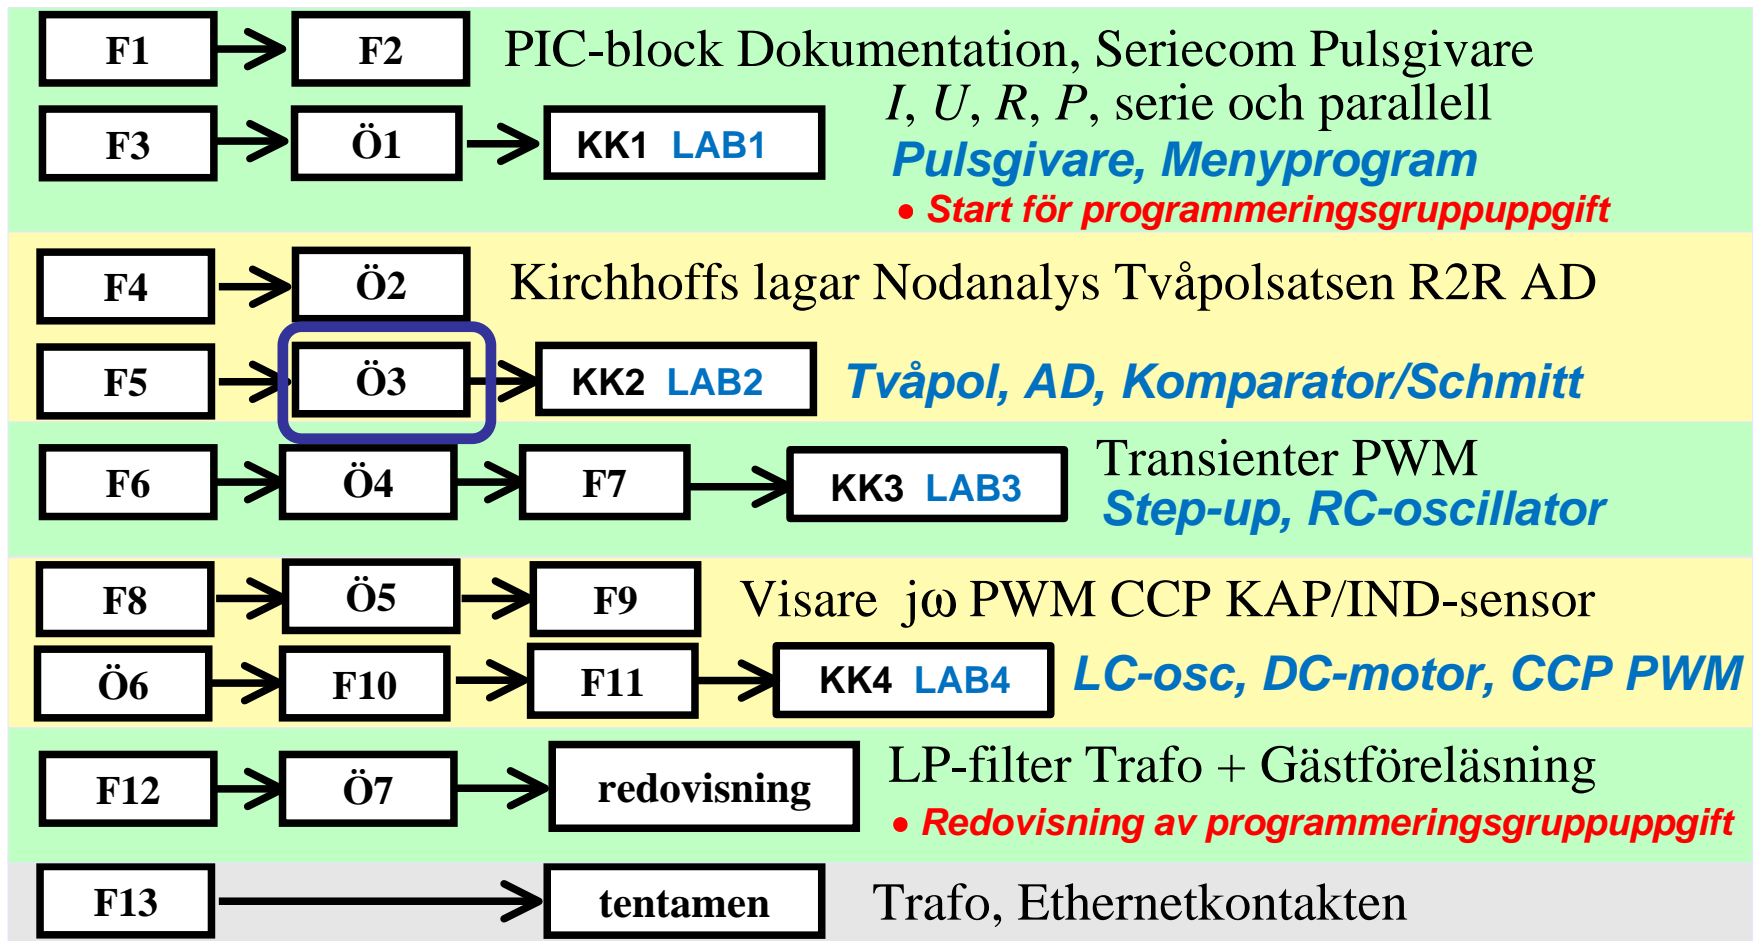 F1 F2 PIC-block Dokumentation, Seriecom Pulsgivare
I, U, R, P, serie och parallell
F3 Ö1 KK1 LAB1
Pulsgivare, Menyprogram
• Start för programmeringsgruppuppgift
F4 Ö2 Kirchhoffs lagar Nodanalys Tvåpolsatsen R2R AD
F5 Ö3 KK2 LAB2 Tvåpol, AD, Komparator/Schmitt
Transienter PWM
F6 Ö4 F7 KK3 LAB3
Step-up, RC-oscillator
F8 Ö5 F9 Visare jω PWM CCP KAP/IND-sensor
Ö6 F10 F11 KK4 LAB4 LC-osc, DC-motor, CCP PWM
LP-filter Trafo + Gästföreläsning
F12 Ö7 redovisning
• Redovisning av programmeringsgruppuppgift
F13 tentamen Trafo, Ethernetkontakten